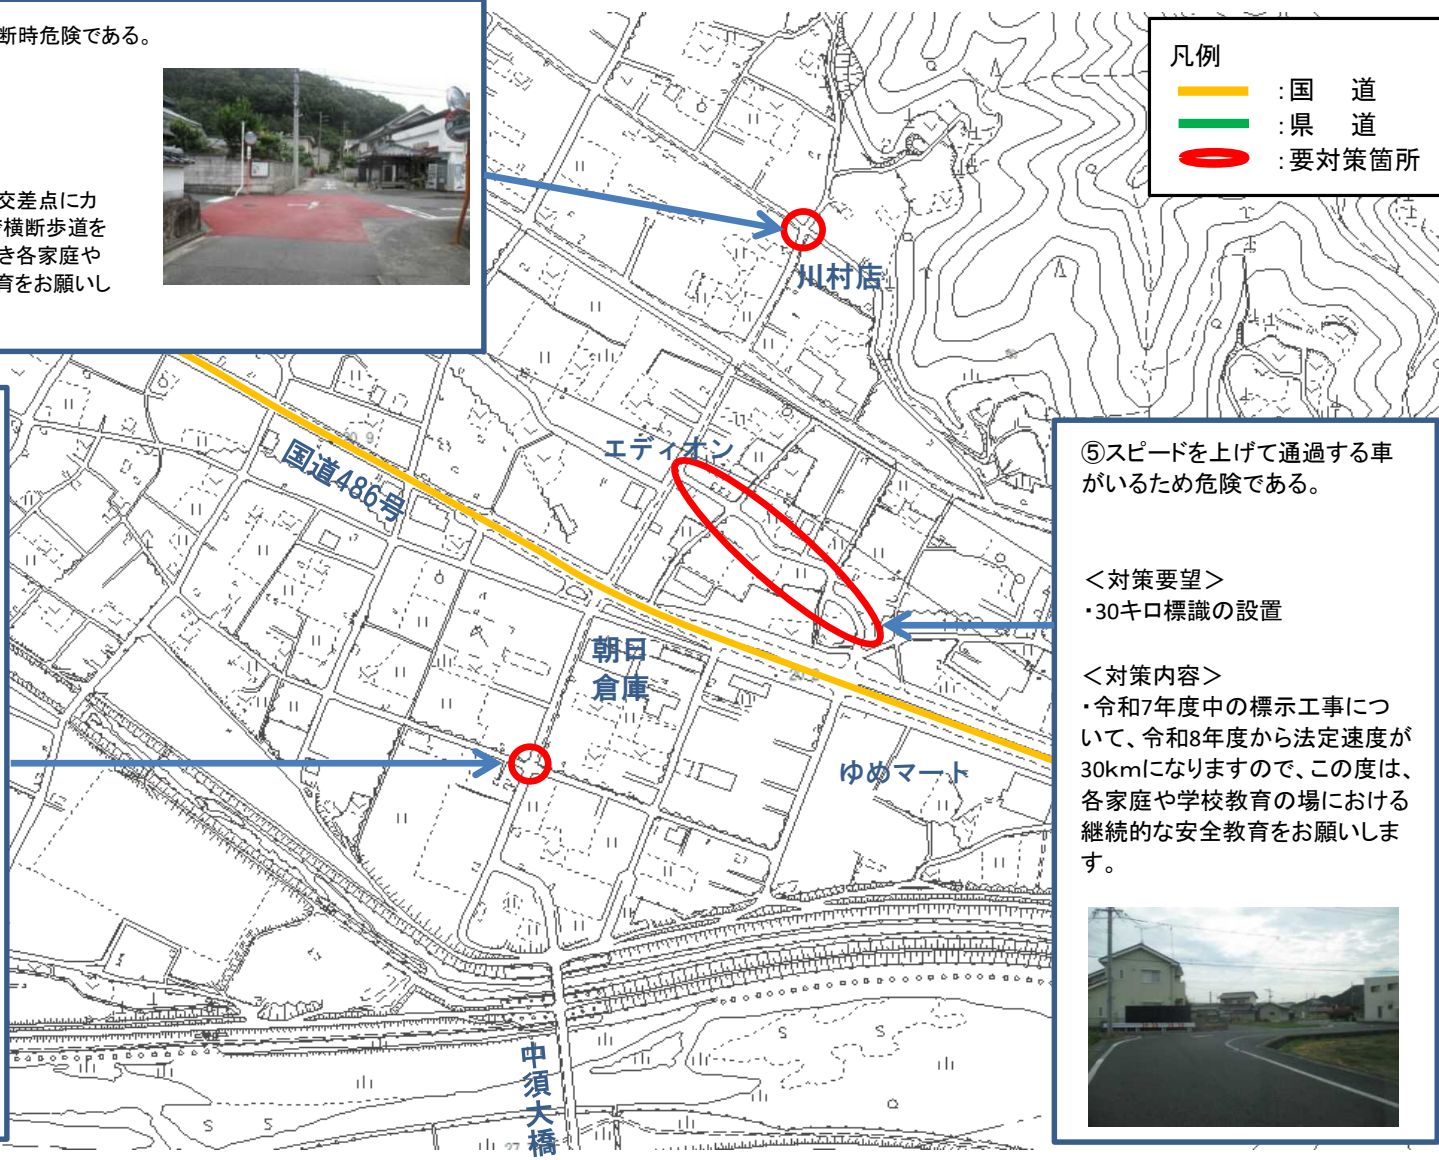 断時危険である。
交差点にカ
横断歩道を
き各家庭や
育をお願いし
凡例
:国 道
:県 道
:要対策箇所
川村店
エディオン
国道486号
朝日
倉庫
ゆめマート
中須大橋
⑤スピードを上げて通過する車
がいるため危険である。
＜対策要望＞
・30キロ標識の設置
＜対策内容＞
・令和7年度中の標示工事につ
いて、令和8年度から法定速度が
30kmになりますので、この度は、
各家庭や学校教育の場における
継続的な安全教育をお願いしま
す。